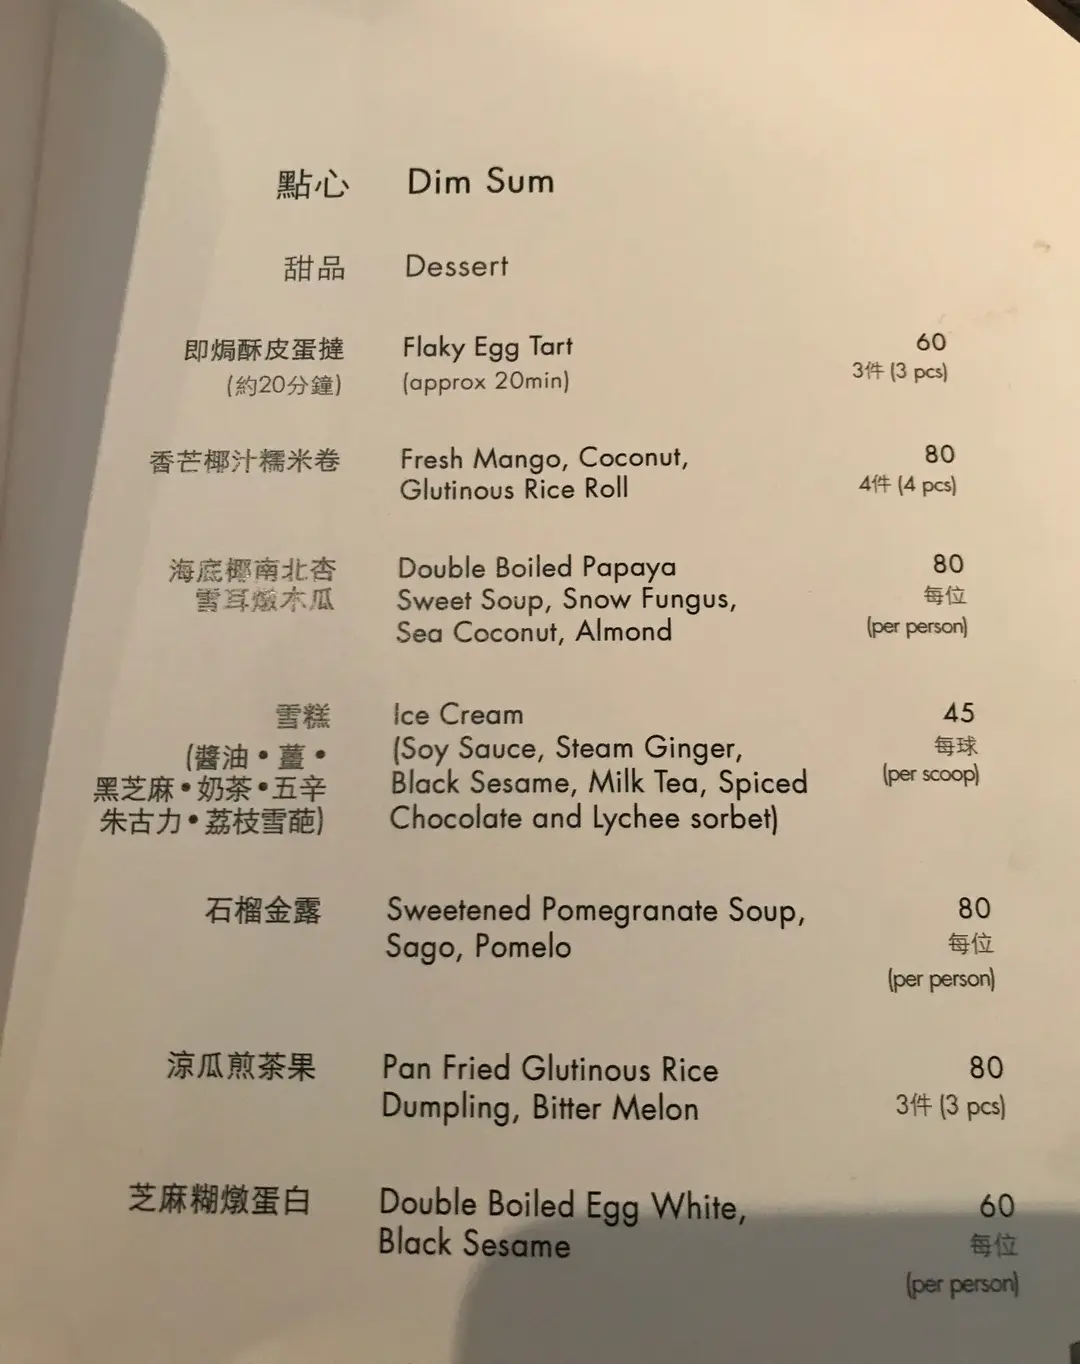 點心 Dim Sum
甜品 Dessert
即焗酥皮蛋撻 Flaky Egg Tart 60
(約20分鐘) (approx 20min) 3件 (3 pcs)
香芒椰汁糯米卷 Fresh Mango, Coconut, 80
Glutinous Rice Roll 4件 (4 pcs)
海底椰南北杏 Double Boiled Papaya 80
雪耳燉木瓜 Sweet Soup, Snow Fungus, 每位
Sea Coconut, Almond (per person)
雪糕 Ice Cream 45
(醬油•薑• (Soy Sauce, Steam Ginger, 每球
黑芝麻•奶茶•五辛 Black Sesame, Milk Tea, Spiced (per scoop)
朱古力•荔枝雪葩) Chocolate and Lychee sorbet)
石榴金露 Sweetened Pomegranate Soup, 80
Sago, Pomelo 每位
(per person)
涼瓜煎茶果 Pan Fried Glutinous Rice 80
Dumpling, Bitter Melon 3件 (3 pcs)
芝麻糊燉蛋白 Double Boiled Egg White, 60
Black Sesame 每位
(per person)